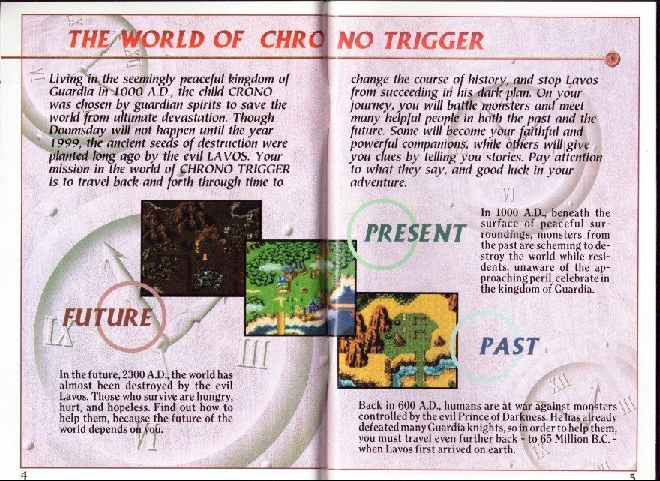 THE WORLD OF CHRONO TRIGGER
Living in the seemingly peaceful kingdom of
Guardia in 1000 A.D., the child CRONO
was chosen by guardian spirits to save the
world from ultimate devastation. Though
Doomsday will not happen until the year
1999, the ancient seeds of destruction were
planted long ago by the evil LAVOS. Your
mission in the world of CHRONO TRIGGER
is to travel back and forth through time to
change the course of history, and stop Lavos
from succeeding in his dark plan. On your
journey, you will battle monsters and meet
many helpful people in both the past and the
future. Some will become your faithful and
powerful companions, while others will give
you clues by telling you stories. Pay attention
to what they say, and good luck in your
adventure.
PRESENT
In 1000 A.D., beneath the
surface of peaceful sur-
roundings, monsters from
the past are scheming to de-
stroy the world while resi-
dents, unaware of the ap-
proaching peril, celebrate in
the kingdom of Guardia.
FUTURE
In the future, 2300 A.D., the world has
almost been destroyed by the evil
Lavos. Those who survive are hungry,
hurt, and hopeless. Find out how to
help them, because the future of the
world depends on you.
PAST
Back in 600 A.D., humans are at war against monsters
controlled by the evil Prince of Darkness. He has already
defeated many Guardia knights, so in order to help them,
you must travel even further back - to 65 Million B.C. -
when Lavos first arrived on earth.
4
5